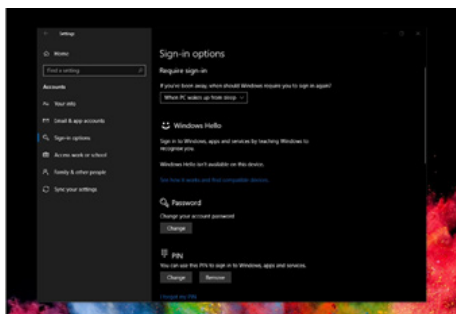 Settings
Home
Find a setting
Accounts
Your info
Email & app accounts
Sign-in options
Access work or school
Family & other people
Sync your settings
Sign-in options
Require sign-in
If you've been away, when should Windows require you to sign in again?
When PC wakes up from sleep
Windows Hello
Sign in to Windows, apps and services by teaching Windows to
recognise you.
Windows Hello isn't available on this device.
See how it works and find compatible devices.
Password
Change your account password
Change
PIN
You can use this PIN to sign in to Windows, apps and services.
Change Remove
I forgot my PIN